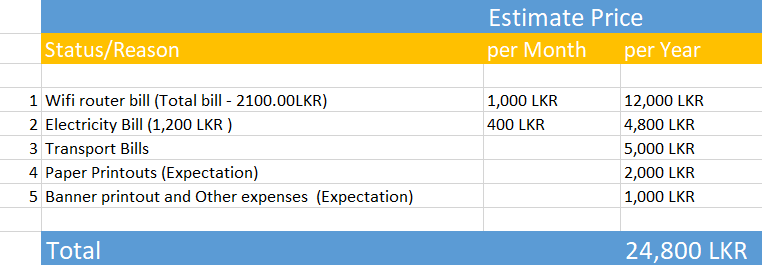 Estimate Price
Status/Reason per Month per Year
1 Wifi router bill (Total bill - 2100.00LKR) 1,000 LKR 12,000 LKR
2 Electricity Bill (1,200 LKR ) 400 LKR 4,800 LKR
3 Transport Bills 5,000 LKR
4 Paper Printouts (Expectation) 2,000 LKR
5 Banner printout and Other expenses  (Expectation) 1,000 LKR
Total 24,800 LKR